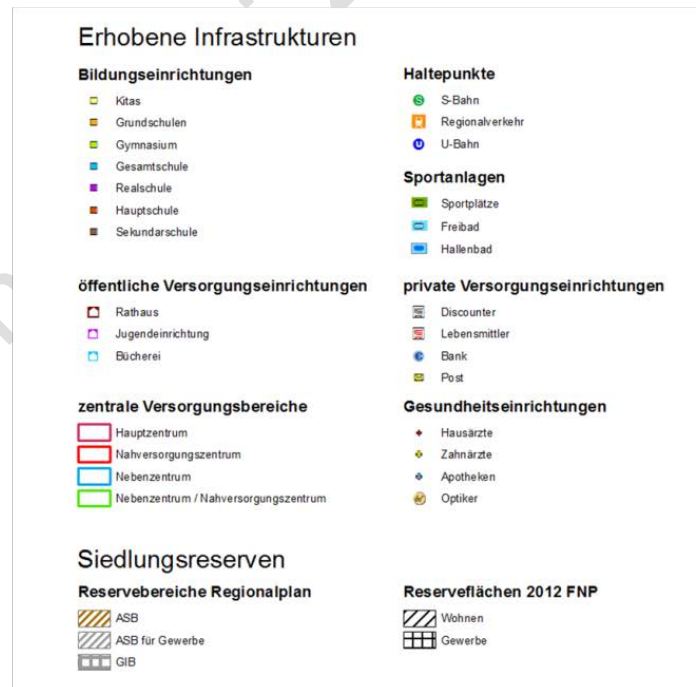 Erhobene Infrastrukturen
Bildungseinrichtungen
Kitas
Grundschulen
Gymnasium
Gesamtschule
Realschule
Hauptschule
Sekundarschule
Haltepunkte
S S-Bahn
Regionalverkehr
U U-Bahn
Sportanlagen
Sportplätze
Freibad
Hallenbad
öffentliche Versorgungseinrichtungen
Rathaus
Jugendeinrichtung
Bücherei
private Versorgungseinrichtungen
Discounter
Lebensmittler
Bank
Post
zentrale Versorgungsbereiche
Hauptzentrum
Nahversorgungszentrum
Nebenzentrum
Nebenzentrum / Nahversorgungszentrum
Gesundheitseinrichtungen
Hausärzte
Zahnärzte
Apotheken
Optiker
Siedlungsreserven
Reservebereiche Regionalplan
ASB
ASB für Gewerbe
GIB
Reserveflächen 2012 FNP
Wohnen
Gewerbe